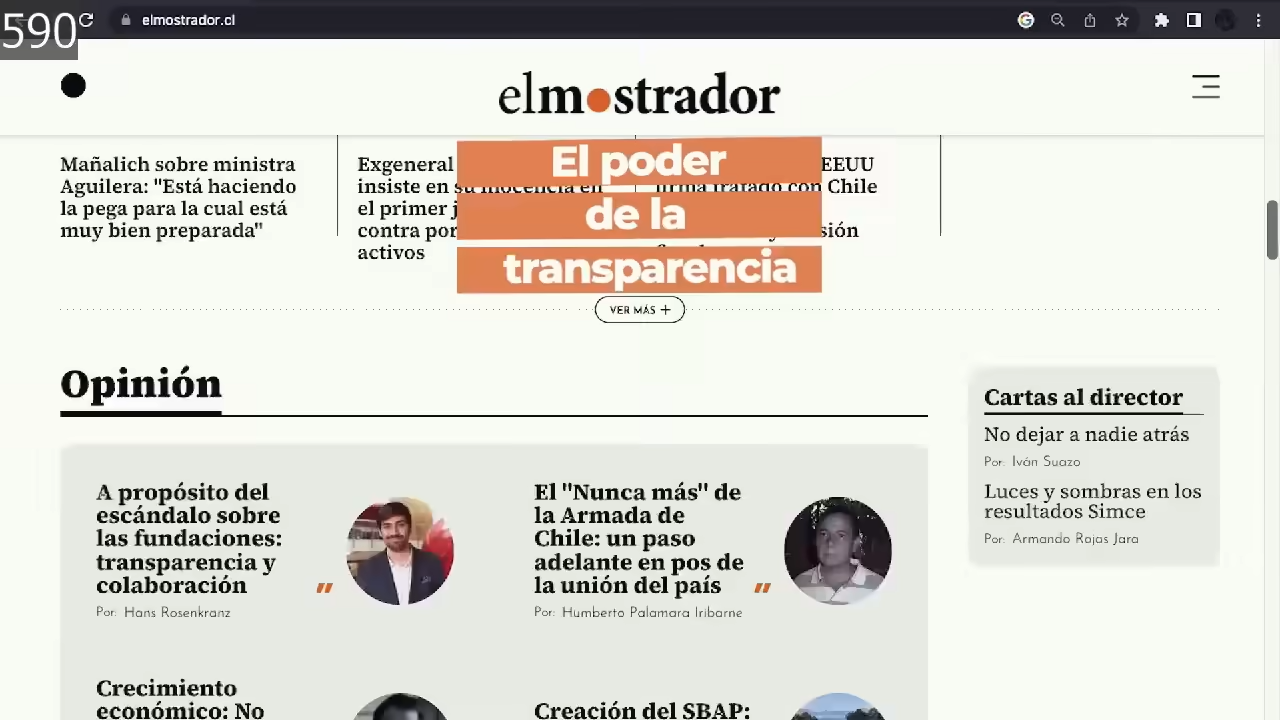 590
elmostrador.cl
elmostrador
Mañalich sobre ministra
Aguilera: "Está haciendo
la pega para la cual está
muy bien preparada"
Exgeneral
insiste en su inocencia en
el primer j
contra por
activos
EEUU
firma tratado con Chile
sión
El poder
de la
transparencia
VER MÁS +
Opinión
A propósito del
escándalo sobre
las fundaciones:
transparencia y
colaboración
Por: Hans Rosenkranz
El "Nunca más" de
la Armada de
Chile: un paso
adelante en pos de
la unión del país
Por: Humberto Palamara Iribarne
Crecimiento
económico: No
Creación del SBAP:
Cartas al director
No dejar a nadie atrás
Por: Iván Suazo
Luces y sombras en los
resultados Simce
Por: Armando Rojas Jara